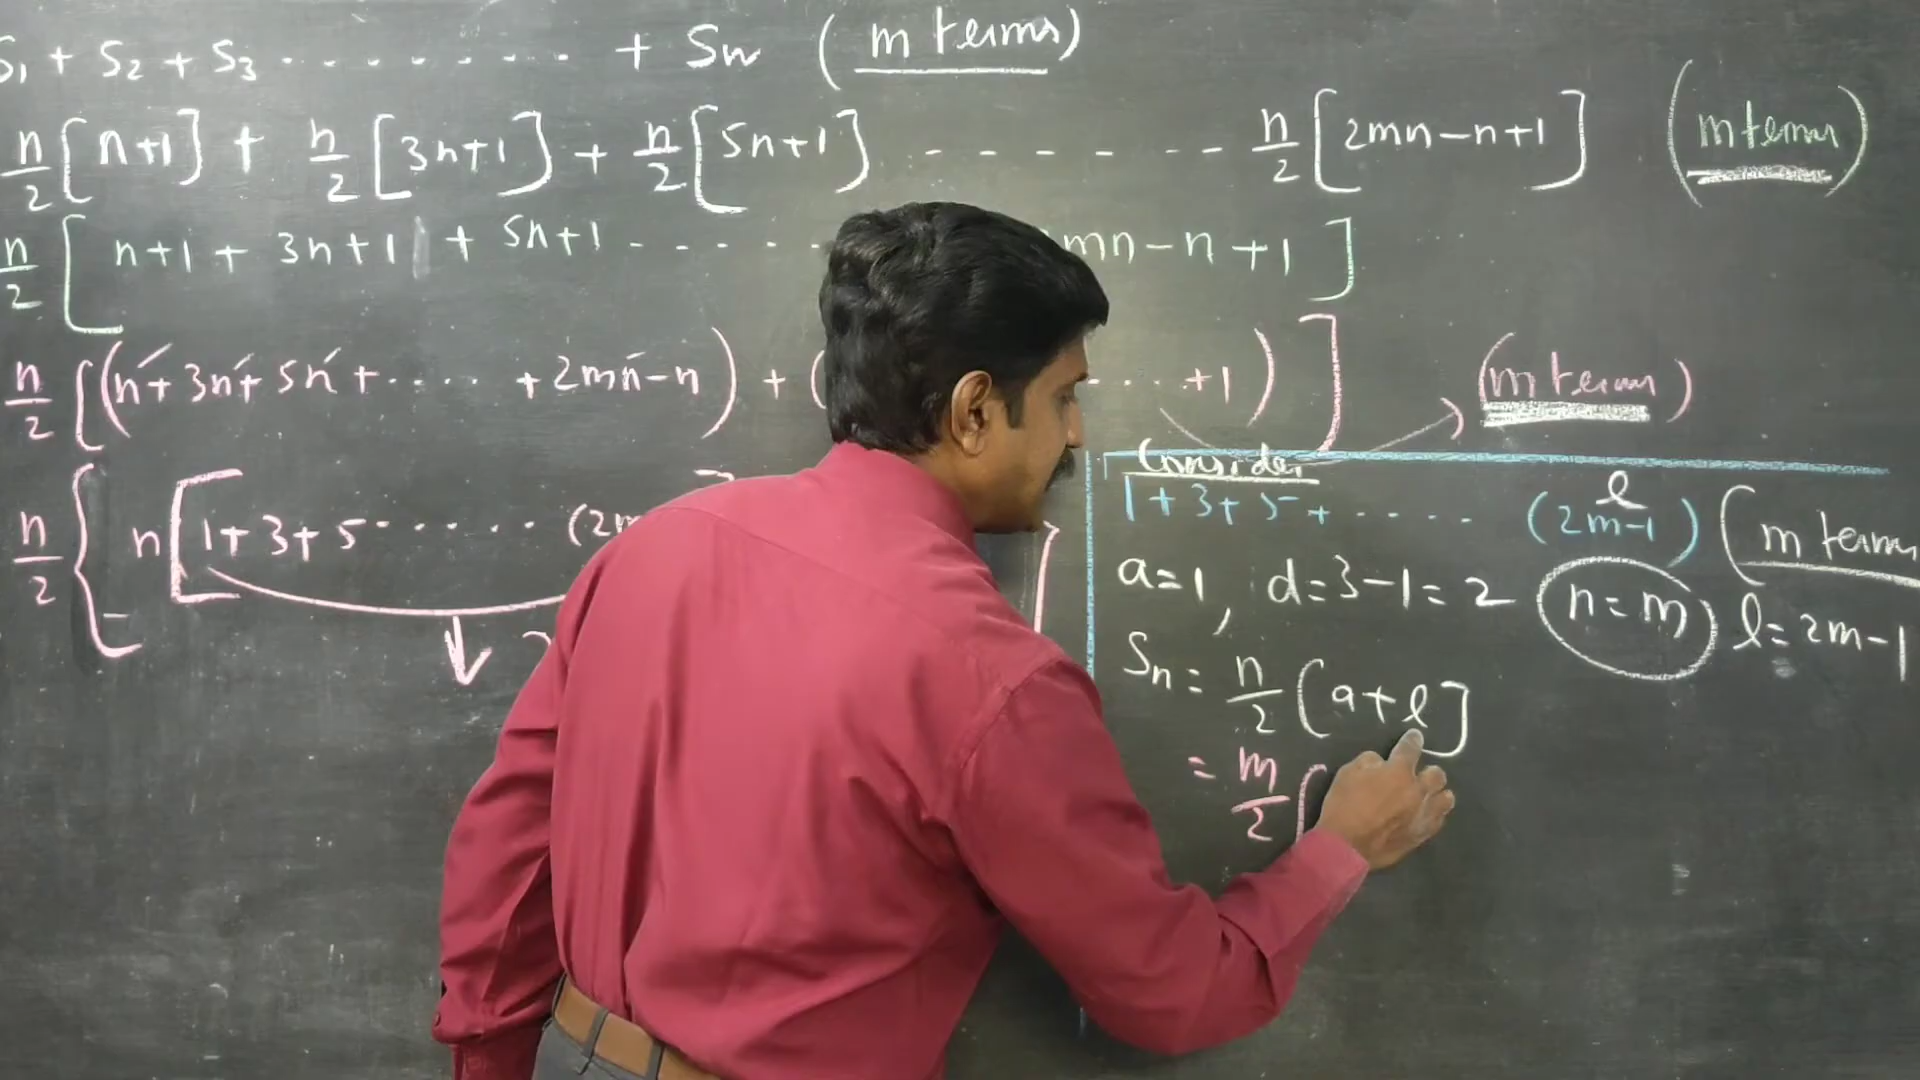 S₁ + S₂ + S₃ . . . . . . . . . + Sm (m terms)
n/2 [n+1] + n/2 [3n+1] + n/2 [5n+1] - - - - - - - n/2 [2mn-n+1] (m terms)
n/2 [n+1 + 3n+1 + 5n+1 - - - - - mn-n+1]
n/2 [(n + 3n + 5n + . . . . . + 2mn-n) + ( . . . +1)] (m terms)
n/2 { n [1+3+5 . . . . . . (2m
Consider
1+3+5+ . . . . . (2m-1) (m terms
l
a=1, d=3-1=2 n=m l=2m-1
Sn = n/2 [a+l]
= m/2 [